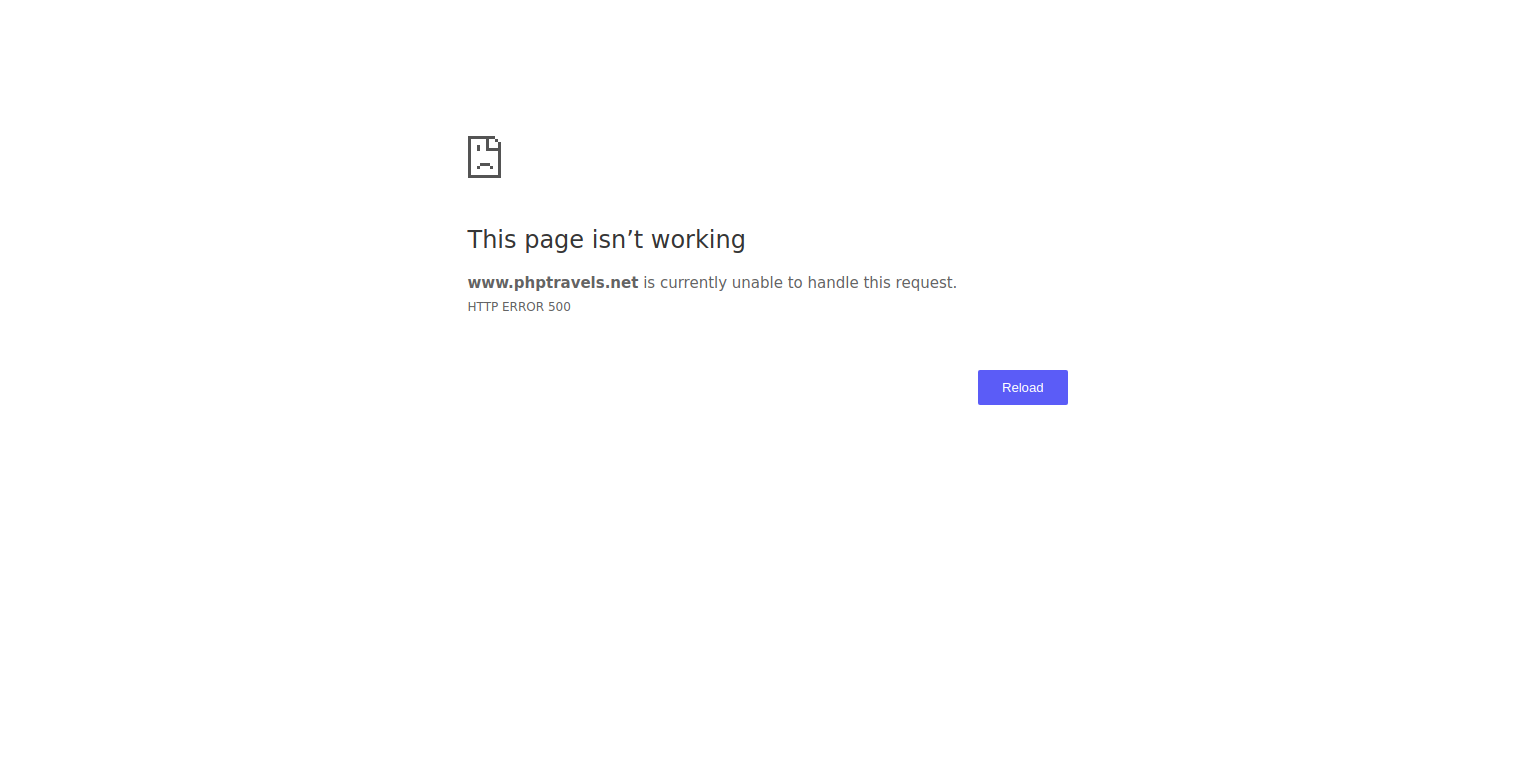 This page isn’t working
www.phptravels.net is currently unable to handle this request.
HTTP ERROR 500
Reload